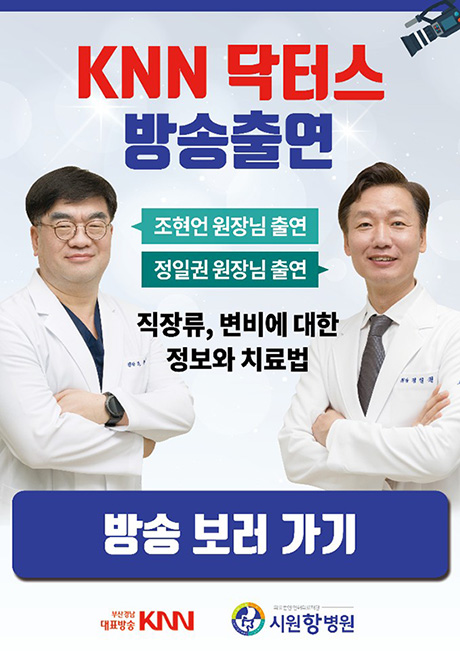 KNN 닥터스
방송출연
조현언 원장님 출연
정일권 원장님 출연
직장류, 변비에 대한
정보와 치료법
방송 보러 가기
부산경남
대표방송 KNN
시원항병원